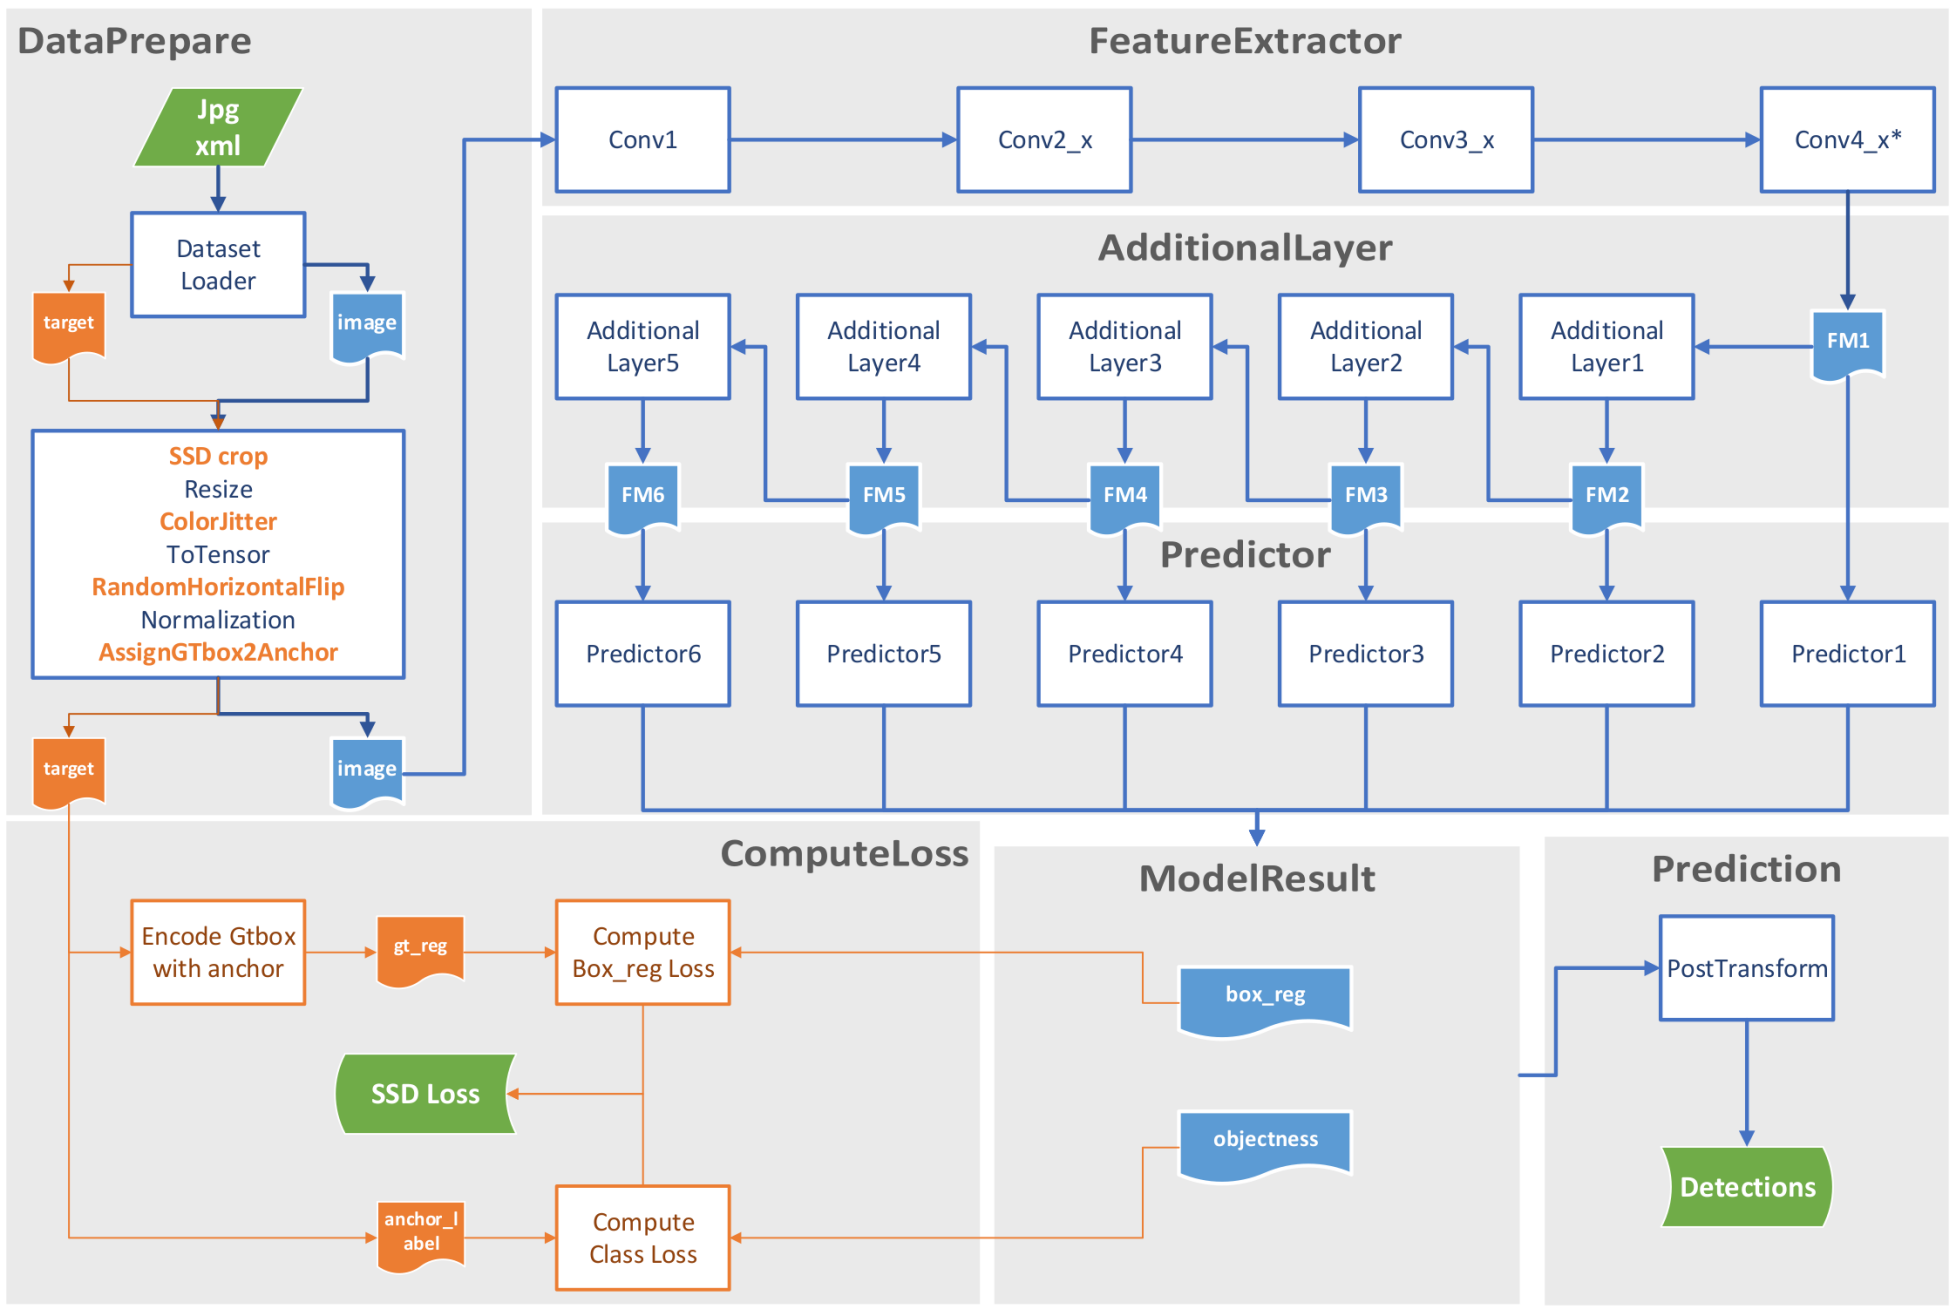 DataPrepare
Jpg
xml
Dataset
Loader
target
image
SSD crop
Resize
ColorJitter
ToTensor
RandomHorizontalFlip
Normalization
AssignGTbox2Anchor
target
image
FeatureExtractor
Conv1
Conv2_x
Conv3_x
Conv4_x*
AdditionalLayer
Additional
Layer5
Additional
Layer4
Additional
Layer3
Additional
Layer2
Additional
Layer1
FM1
FM6
FM5
FM4
FM3
FM2
Predictor
Predictor6
Predictor5
Predictor4
Predictor3
Predictor2
Predictor1
ComputeLoss
Encode Gtbox
with anchor
gt_reg
Compute
Box_reg Loss
SSD Loss
anchor_l
abel
Compute
Class Loss
ModelResult
box_reg
objectness
Prediction
PostTransform
Detections